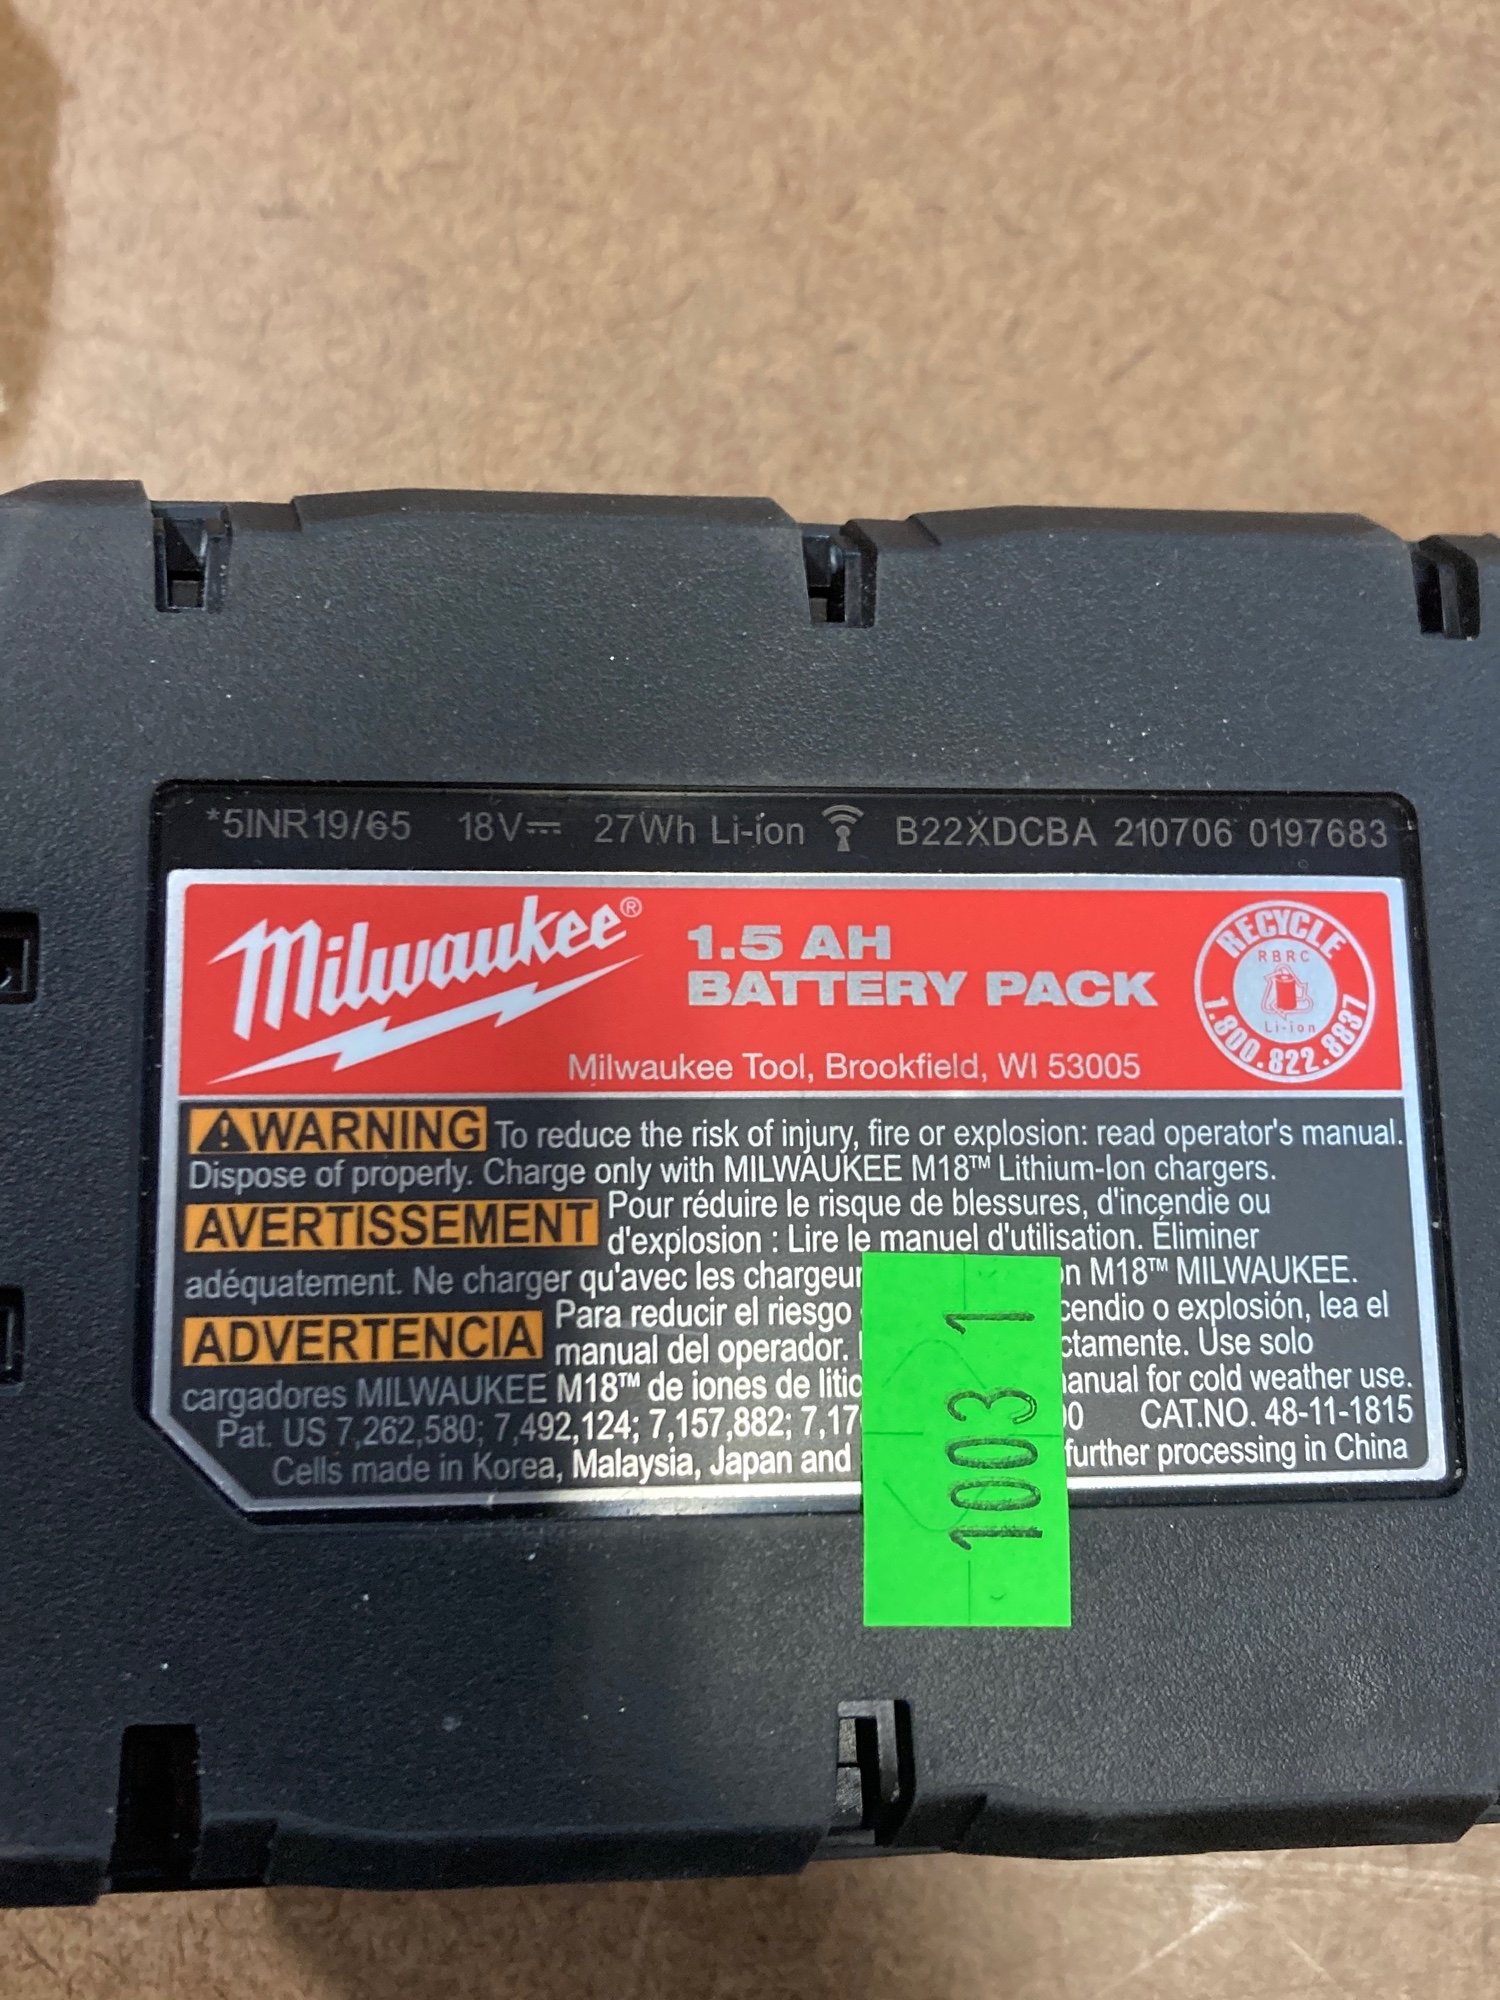 *5INR19/65 18V 27Wh Li-ion B22XDCBA 210706 0197683
Milwaukee®
1.5 AH
BATTERY PACK
Milwaukee Tool, Brookfield, WI 53005
RECYCLE
RBRC
Li-ion
1.800.822.8837
WARNING To reduce the risk of injury, fire or explosion: read operator's manual.
Dispose of properly. Charge only with MILWAUKEE M18™ Lithium-Ion chargers.
AVERTISSEMENT Pour réduire le risque de blessures, d'incendie ou
d'explosion : Lire le manuel d'utilisation. Éliminer
adéquatement. Ne charger qu'avec les chargeur M18™ MILWAUKEE.
ADVERTENCIA Para reducir el riesgo cendio o explosión, lea el
manual del operador. ctamente. Use solo
cargadores MILWAUKEE M18™ de iones de litio anual for cold weather use.
Pat. US 7,262,580; 7,492,124; 7,157,882; 7,17 00 CAT.NO. 48-11-1815
Cells made in Korea, Malaysia, Japan and further processing in China
1003 1